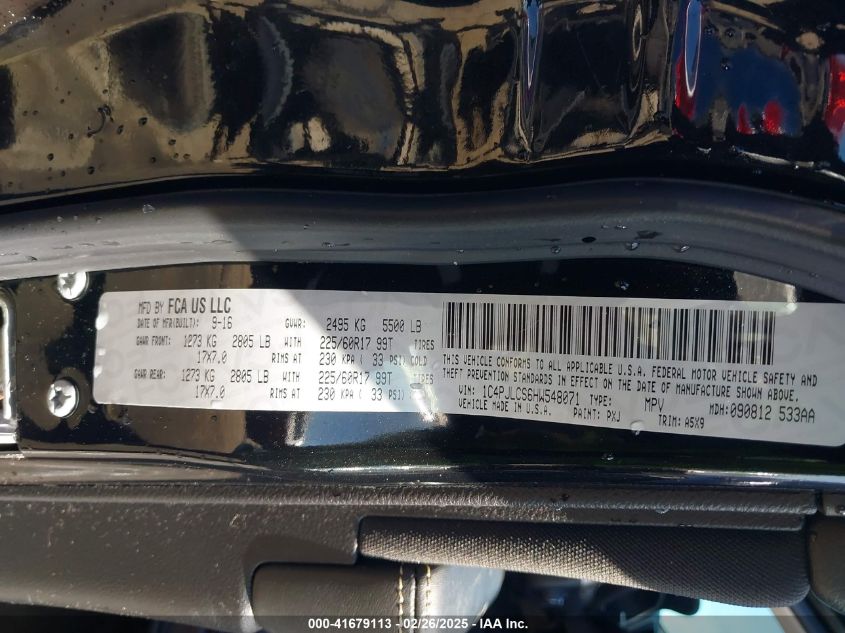 MFD BY FCA US LLC
DATE OF MFR(BUILT): 9-16 GVWR: 2495 KG 5500 LB
GAWR FRONT: 1273 KG 2805 LB WITH 225/60R17 99T TIRES
17X7.0 RIMS AT 230 KPA ( 33 PSI) COLD
GAWR REAR: 1273 KG 2805 LB WITH 225/60R17 99T TIRES
17X7.0 RIMS AT 230 KPA ( 33 PSI) COLD
THIS VEHICLE CONFORMS TO ALL APPLICABLE U.S.A. FEDERAL MOTOR VEHICLE SAFETY AND
THEFT PREVENTION STANDARDS IN EFFECT ON THE DATE OF MANUFACTURE SHOWN ABOVE.
VIN: 1C4PJLCS6HW548071 TYPE: MPV MDH: 090812 533AA
VEHICLE MADE IN U.S.A. PAINT: PXJ TRIM: A5X9
000-41679113 - 02/26/2025 - IAA Inc.